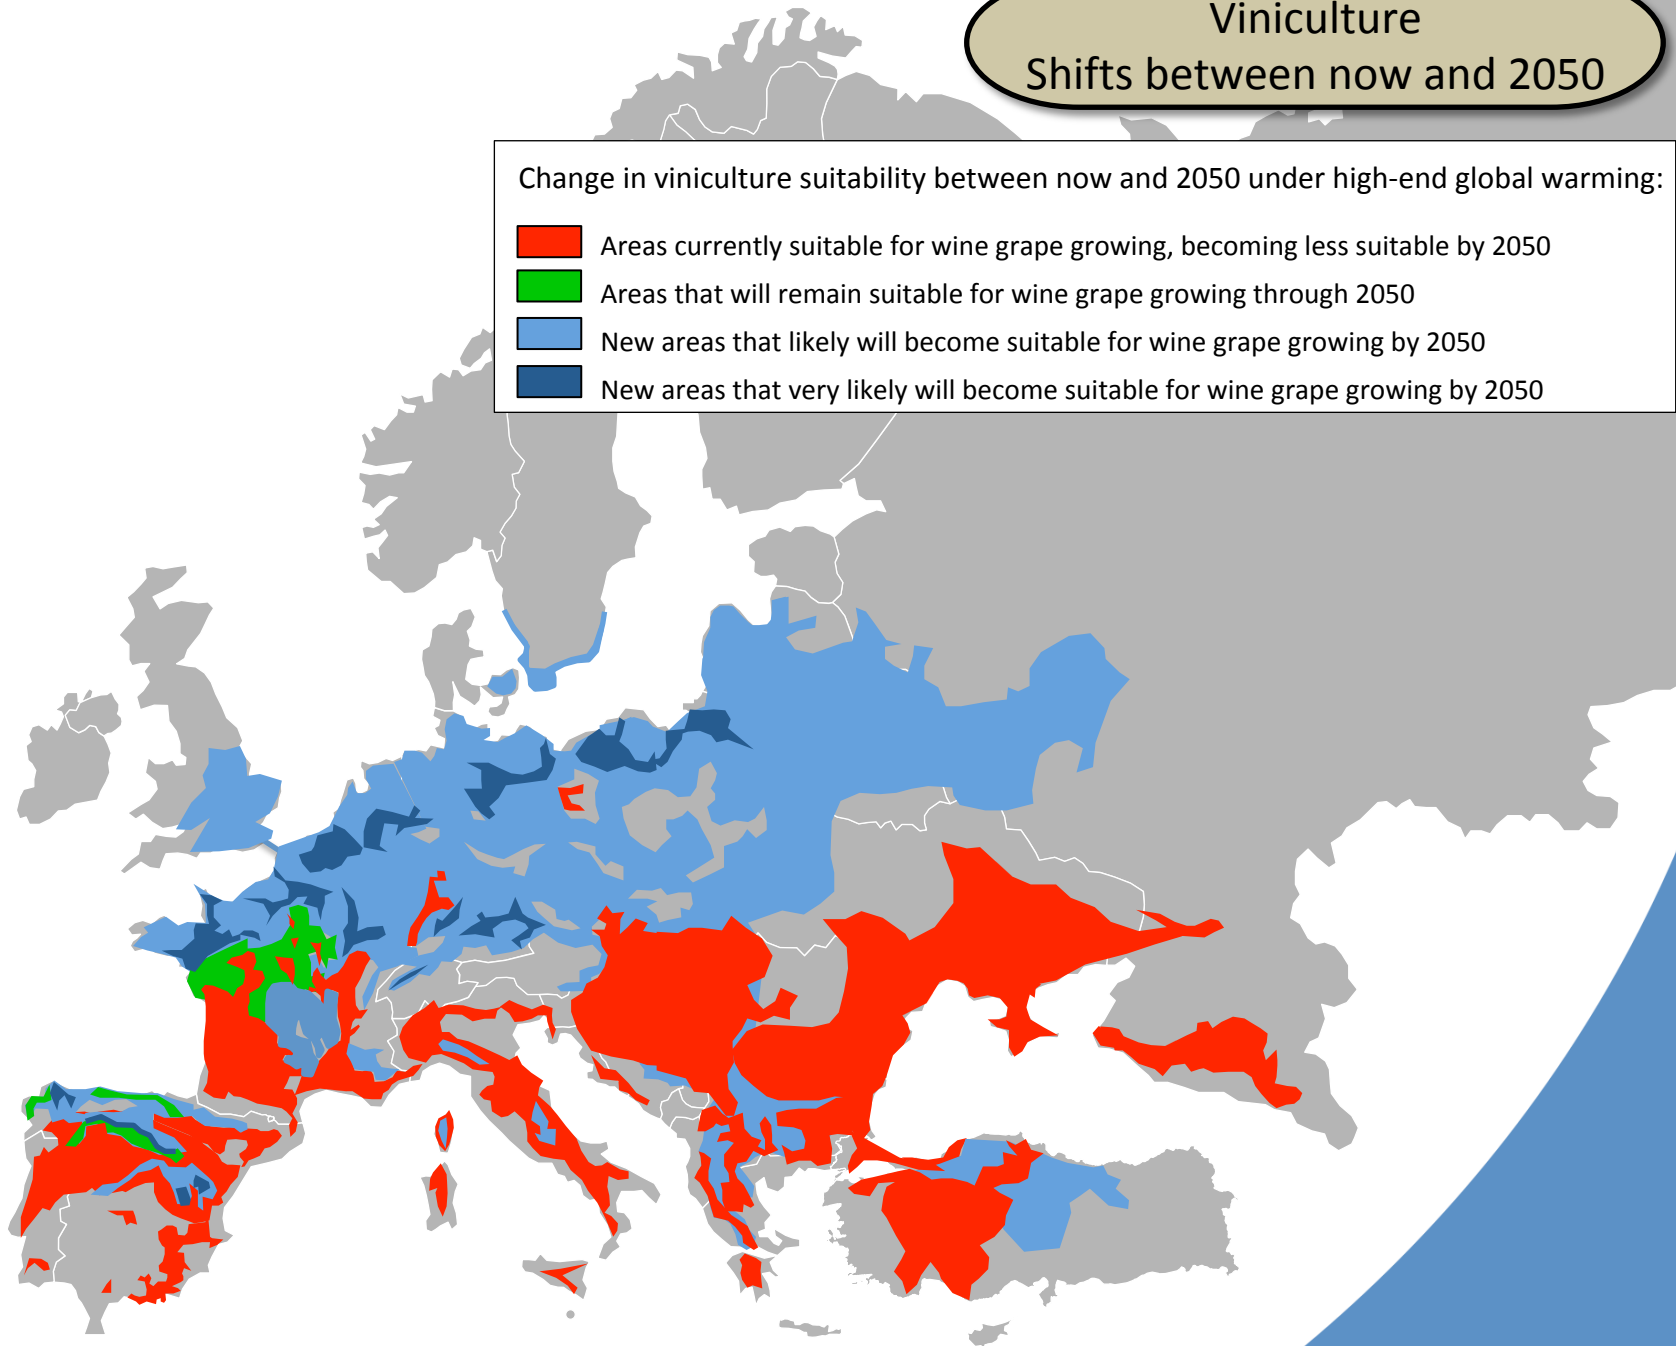 Viniculture
Shifts between now and 2050
Change in viniculture suitability between now and 2050 under high-end global warming:
Areas currently suitable for wine grape growing, becoming less suitable by 2050
Areas that will remain suitable for wine grape growing through 2050
New areas that likely will become suitable for wine grape growing by 2050
New areas that very likely will become suitable for wine grape growing by 2050